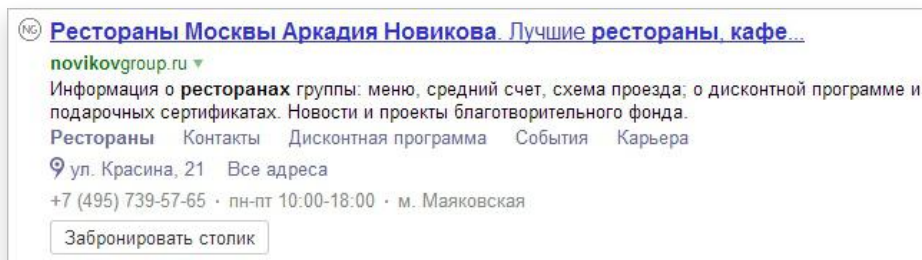 NG Рестораны Москвы Аркадия Новикова. Лучшие рестораны, кафе...
novikovgroup.ru
Информация о ресторанах группы: меню, средний счет, схема проезда; о дисконтной программе и
подарочных сертификатах. Новости и проекты благотворительного фонда.
Рестораны Контакты Дисконтная программа События Карьера
ул. Красина, 21 Все адреса
+7 (495) 739-57-65 · пн-пт 10:00-18:00 · м. Маяковская
Забронировать столик